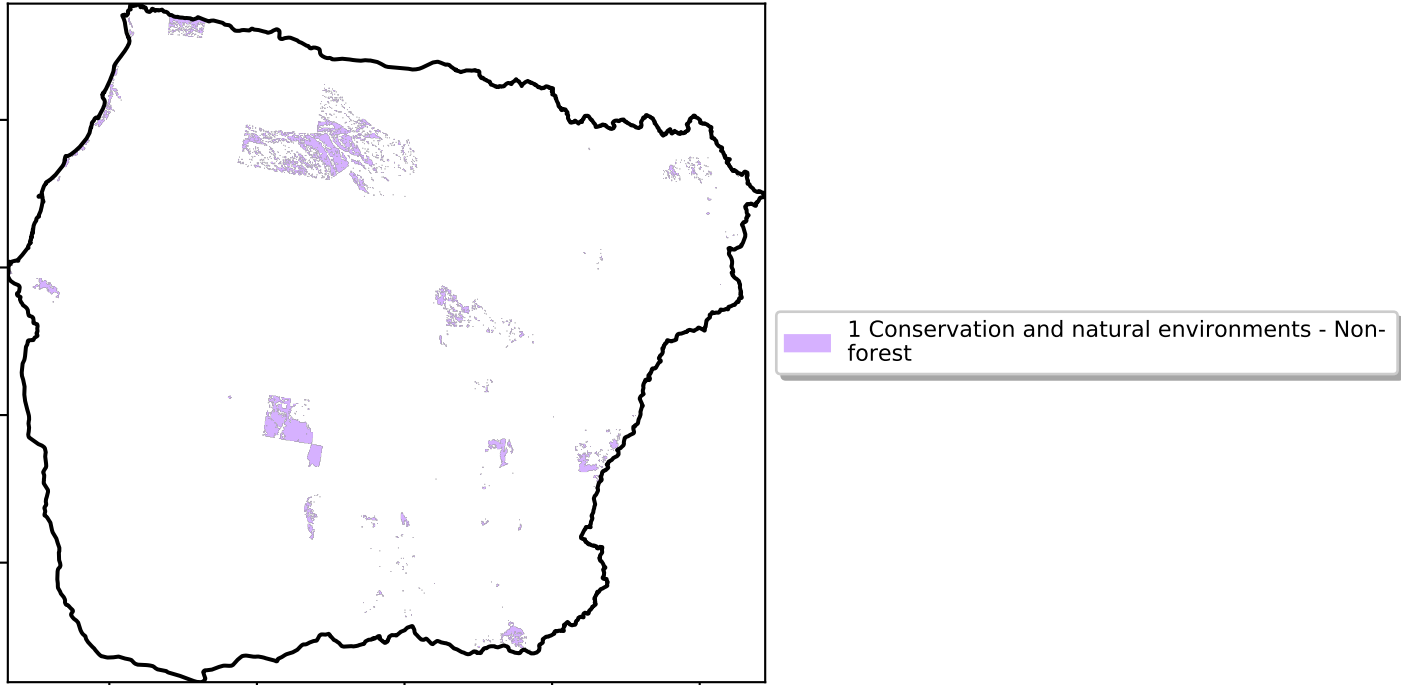 1 Conservation and natural environments - Non-
forest